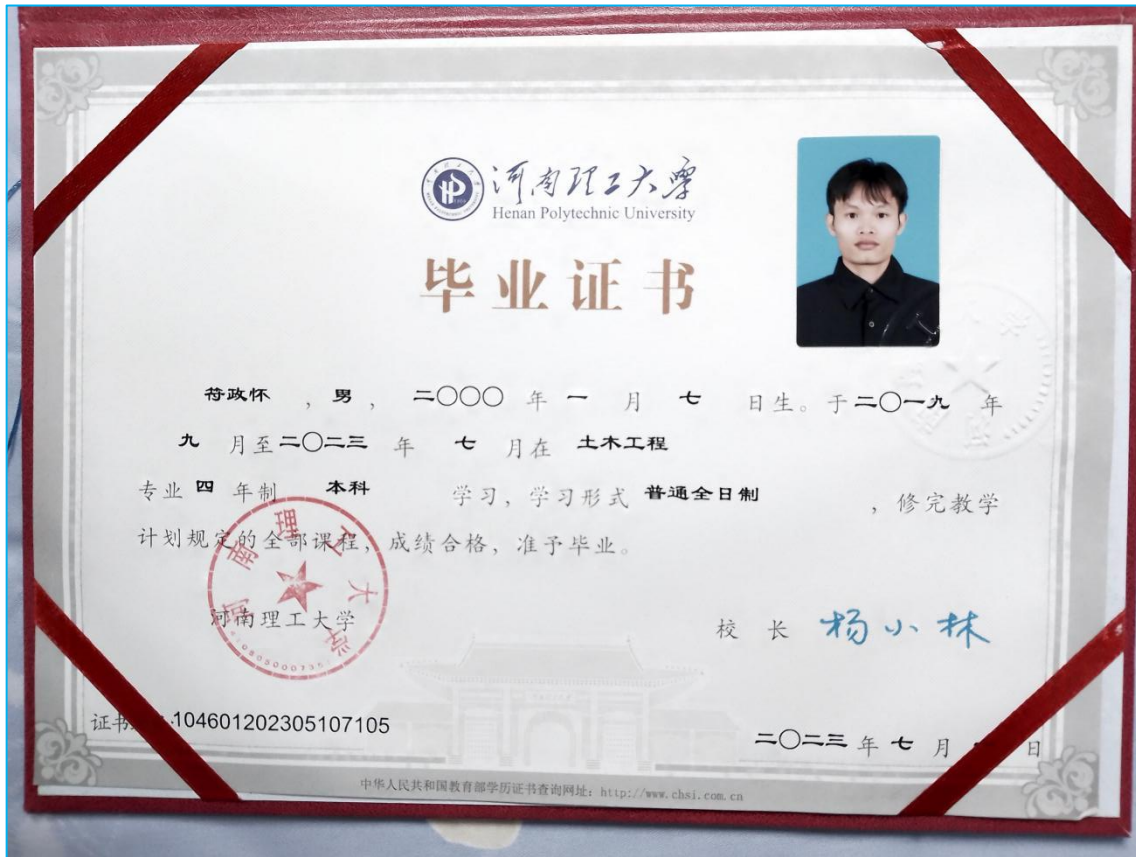 河南理工大学
Henan Polytechnic University
毕业证书
符政怀 , 男 , 二〇〇〇 年 一 月 七 日生。于 二〇一九 年
九 月至 二〇二三 年 七 月在 土木工程
专业 四 年制 本科 学习, 学习形式 普通全日制 , 修完教学
计划规定的全部课程, 成绩合格, 准予毕业。
河南理工大学
河南理工大学
校 长 杨小林
证书 104601202305107105
二〇二三 年 七 月 日
中华人民共和国教育部学历证书查询网址: http://www.chsi.com.cn